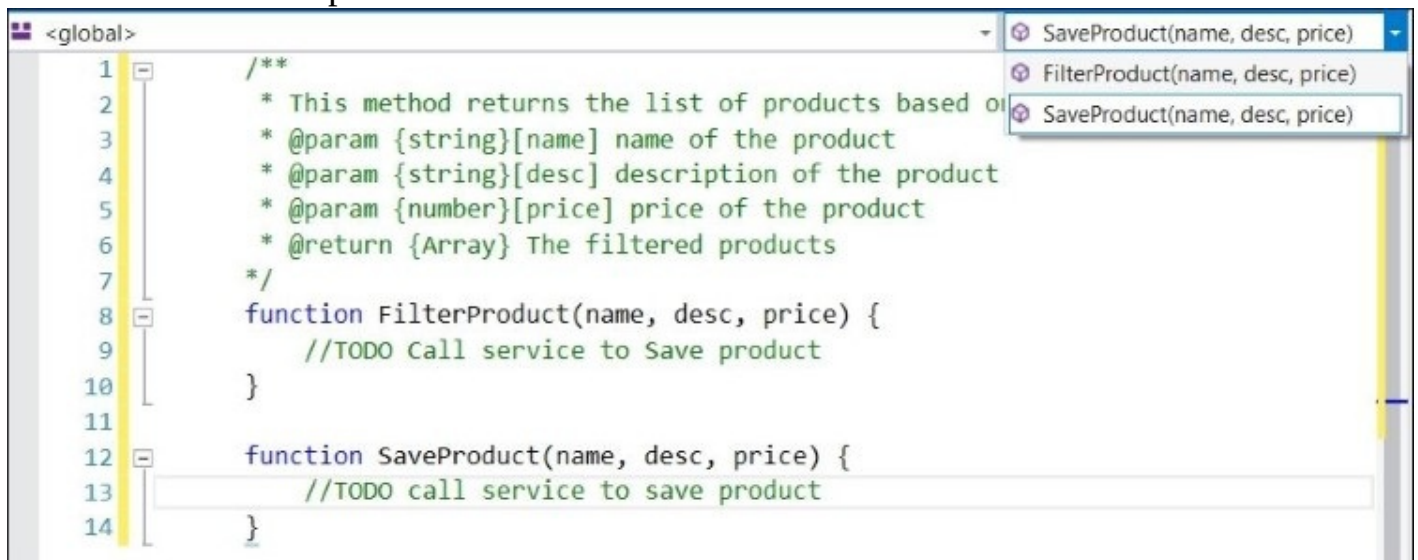 <global>
SaveProduct(name, desc, price)
FilterProduct(name, desc, price)
SaveProduct(name, desc, price)
1 /**
2 * This method returns the list of products based
3 * @param {string}[name] name of the product
4 * @param {string}[desc] description of the product
5 * @param {number}[price] price of the product
6 * @return {Array} The filtered products
7 */
8 function FilterProduct(name, desc, price) {
9 //TODO Call service to Save product
10 }
11
12 function SaveProduct(name, desc, price) {
13 //TODO call service to save product
14 }